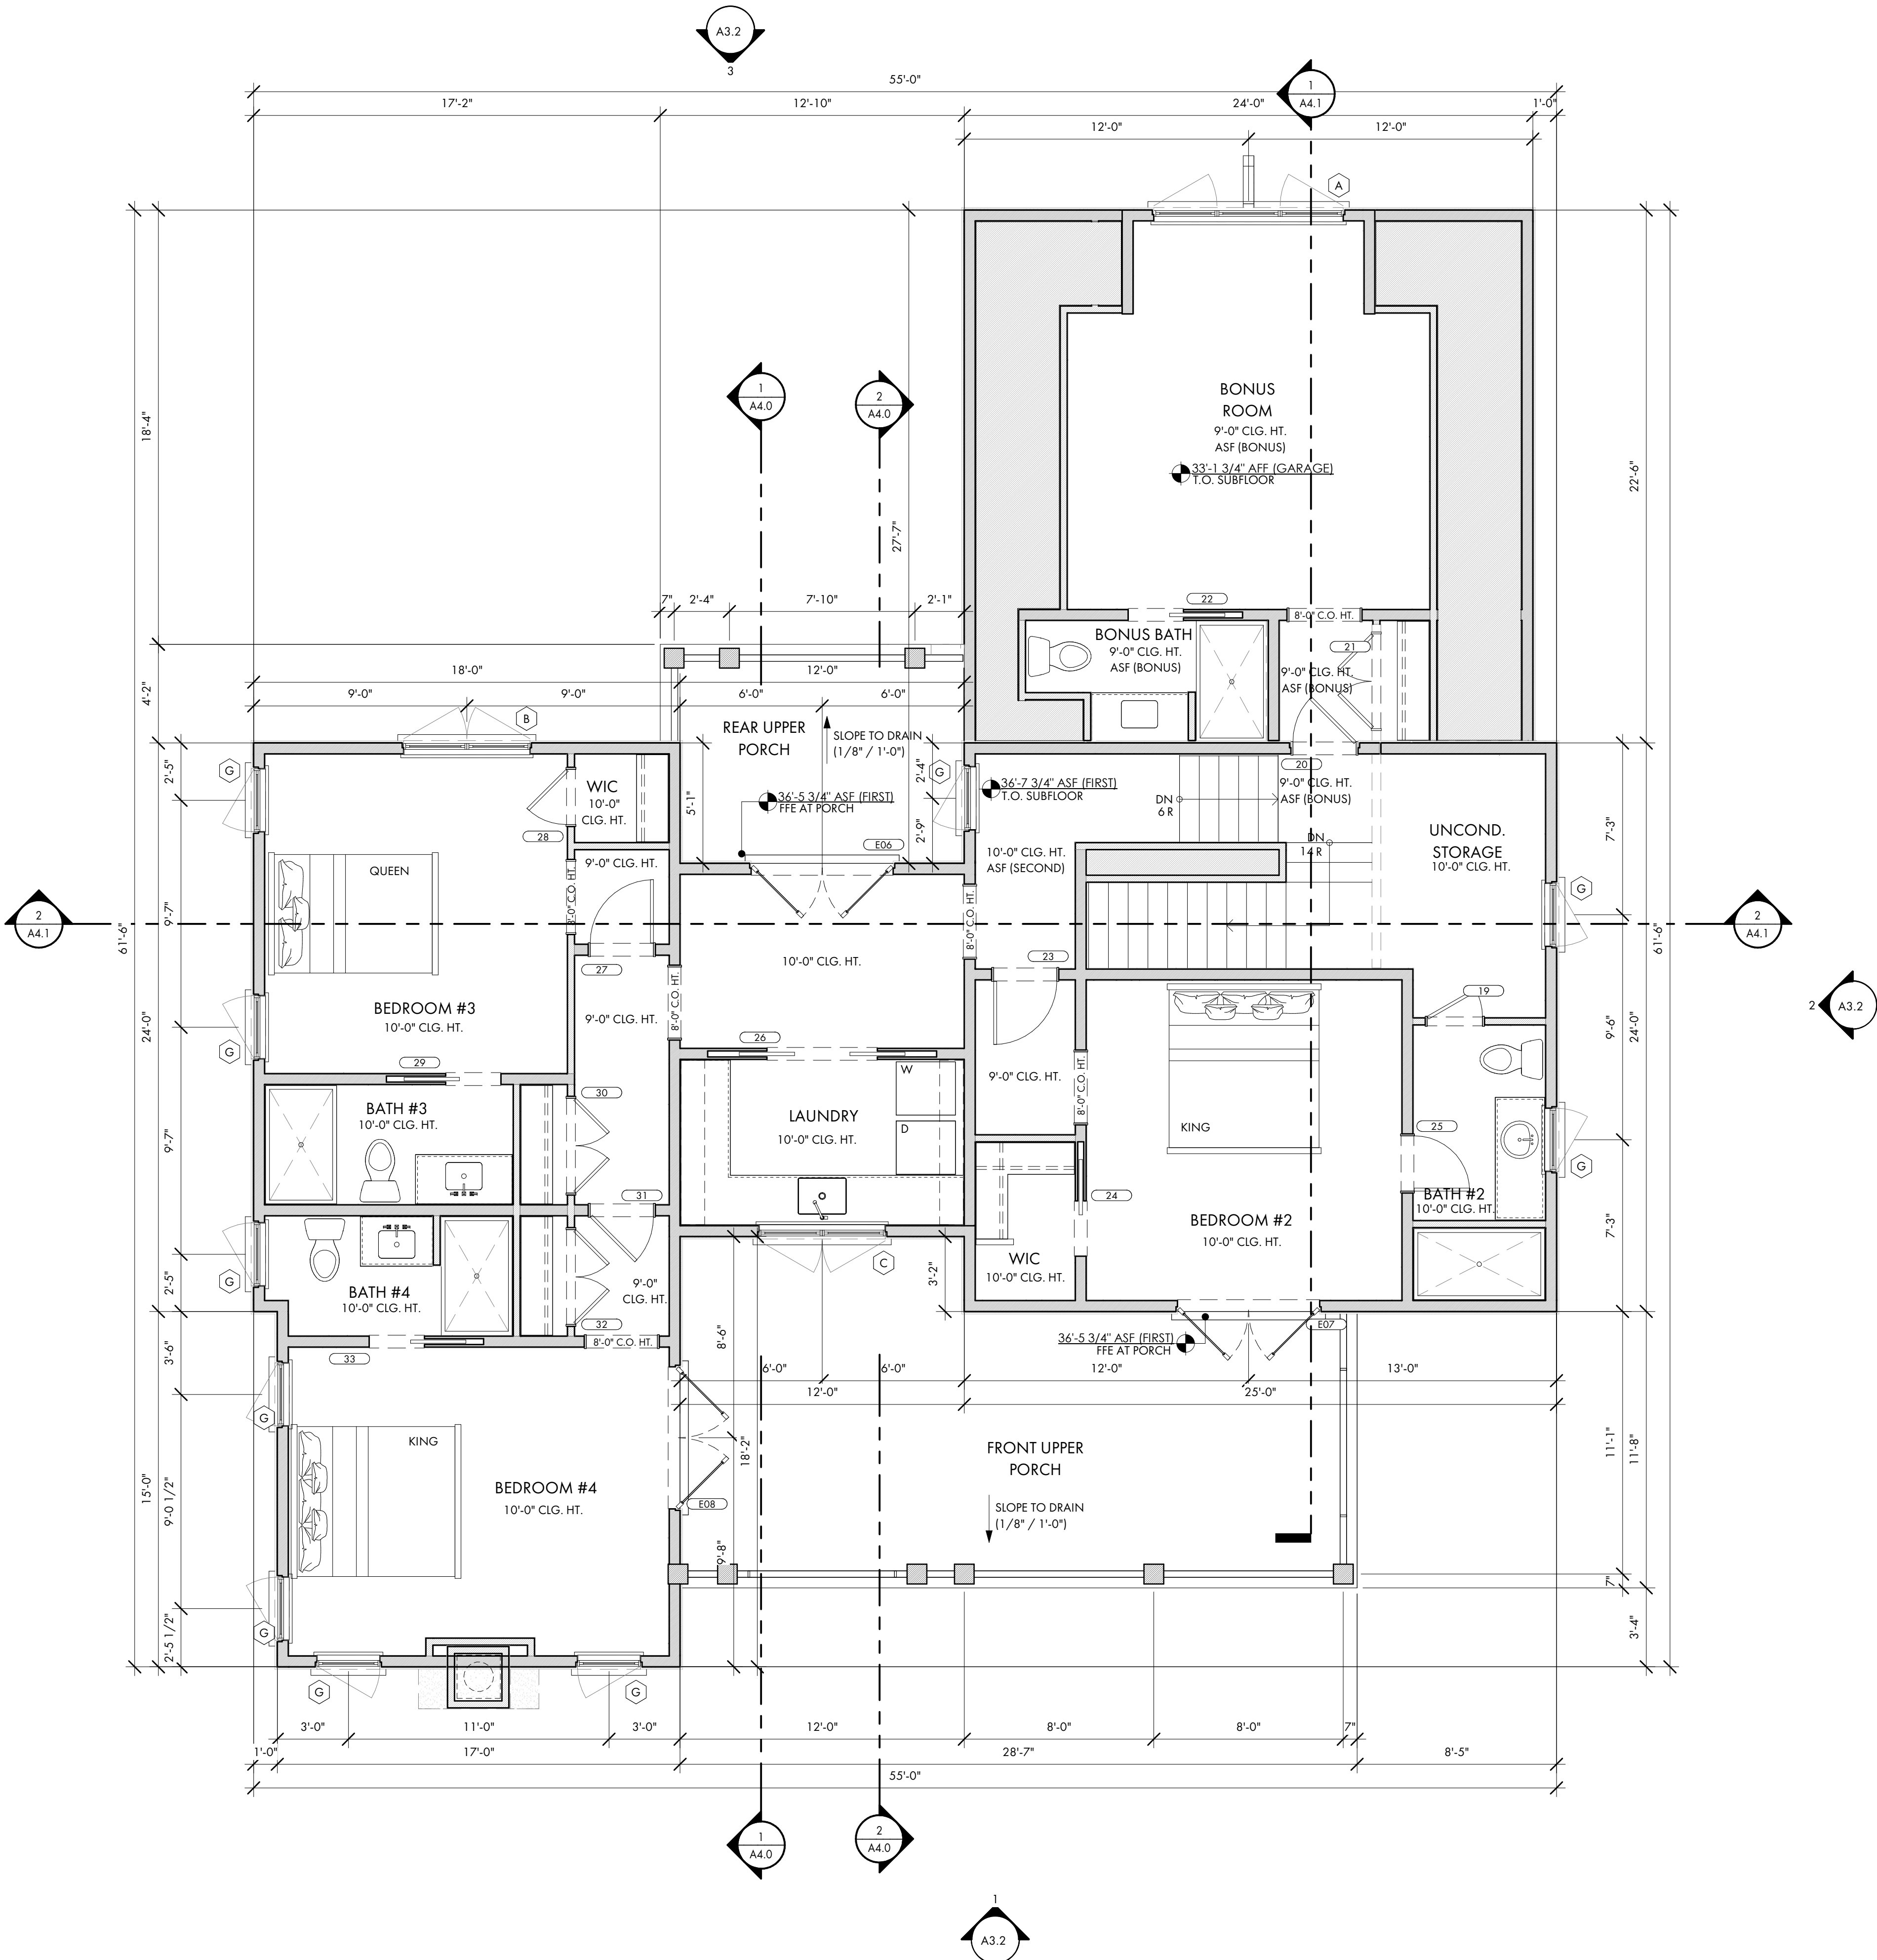 A3.2
3
55'-0"
17'-2"
12'-10"
24'-0"
1'-0"
1
A4.1
12'-0"
12'-0"
A
18'-4"
22'-6"
1
A4.0
2
A4.0
BONUS
ROOM
9'-0" CLG. HT.
ASF (BONUS)
33'-1 3/4" AFF (GARAGE)
T.O. SUBFLOOR
27'-7"
7"
2'-4"
7'-10"
2'-1"
22
8'-0" C.O. HT.
BONUS BATH
9'-0" CLG. HT.
ASF (BONUS)
21
9'-0" CLG. HT.
ASF (BONUS)
4'-2"
18'-0"
12'-0"
9'-0"
9'-0"
6'-0"
6'-0"
B
REAR UPPER
PORCH
SLOPE TO DRAIN
(1/8" / 1'-0")
G
2'-5"
WIC
10'-0"
CLG. HT.
5'-1"
36'-5 3/4" ASF (FIRST)
FFE AT PORCH
2'-4"
G
2'-9"
36'-7 3/4" ASF (FIRST)
T.O. SUBFLOOR
DN
6 R
20
9'-0" CLG. HT.
ASF (BONUS)
7'-3"
28
E06
DN
14 R
UNCOND.
STORAGE
10'-0" CLG. HT.
10'-0" CLG. HT.
ASF (SECOND)
QUEEN
9'-0" CLG. HT.
8'-0" C.O. HT.
8'-0" C.O. HT.
G
2
A4.1
61'-6"
9'-7"
2
A4.1
61'-6"
10'-0" CLG. HT.
23
27
BEDROOM #3
10'-0" CLG. HT.
9'-0" CLG. HT.
8'-0" C.O. HT.
19
2
A3.2
24'-0"
G
26
29
9'-6"
24'-0"
W
D
LAUNDRY
10'-0" CLG. HT.
9'-0" CLG. HT.
8'-0" C.O. HT.
30
BATH #3
10'-0" CLG. HT.
9'-7"
KING
25
G
31
24
BATH #2
10'-0" CLG. HT.
7'-3"
BEDROOM #2
10'-0" CLG. HT.
G
2'-5"
BATH #4
10'-0" CLG. HT.
9'-0"
CLG. HT.
C
3'-2"
WIC
10'-0" CLG. HT.
32
8'-0" C.O. HT.
33
3'-6"
8'-6"
36'-5 3/4" ASF (FIRST)
FFE AT PORCH
E07
6'-0"
6'-0"
12'-0"
13'-0"
12'-0"
25'-0"
G
KING
18'-2"
FRONT UPPER
PORCH
11'-1"
11'-8"
15'-0"
9'-0 1/2"
BEDROOM #4
10'-0" CLG. HT.
E08
SLOPE TO DRAIN
(1/8" / 1'-0")
9'-8"
7"
G
2'-5 1/2"
3'-4"
G
G
3'-0"
11'-0"
3'-0"
12'-0"
8'-0"
8'-0"
7"
1'-0"
17'-0"
28'-7"
8'-5"
55'-0"
1
A4.0
2
A4.0
1
A3.2